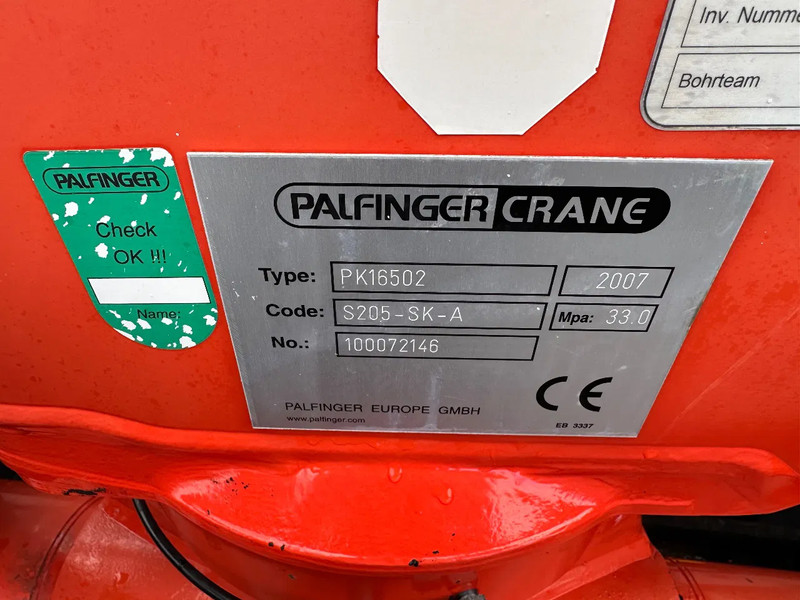 Inv. Numme
Bohrteam
PALFINGER
Check
OK !!!
Name:
PALFINGER CRANE
Type: PK16502 2007
Code: S205-SK-A Mpa: 33.0
No.: 100072146
PALFINGER EUROPE GMBH
www.palfinger.com
CE
EB 3337